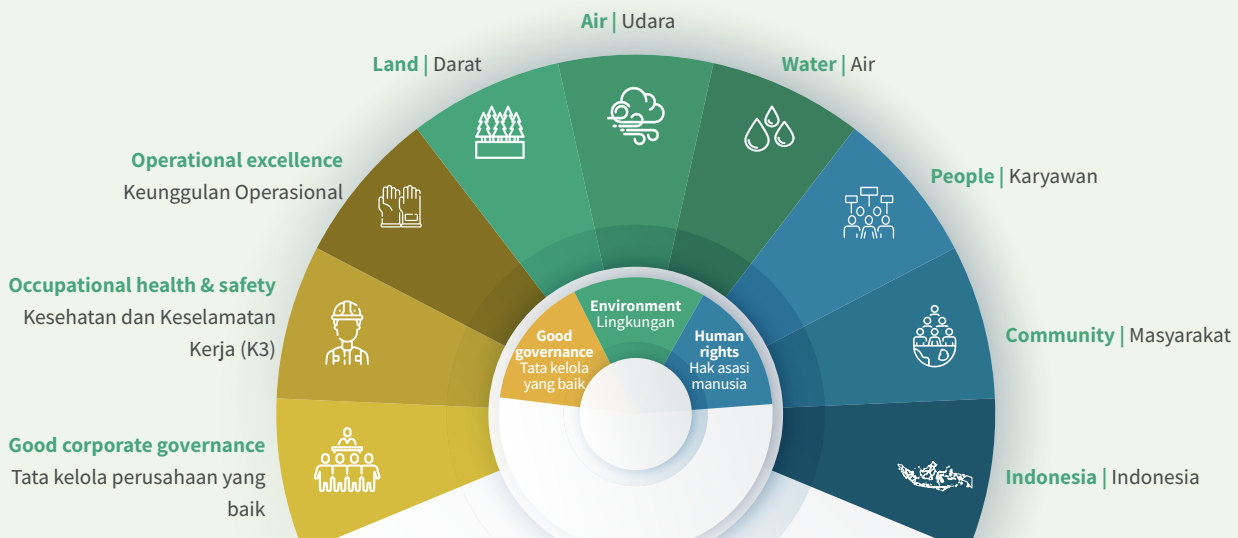 Air | Udara
Land | Darat
Water | Air
Operational excellence
Keunggulan Operasional
People | Karyawan
Occupational health & safety
Kesehatan dan Keselamatan
Kerja (K3)
Environment
Lingkungan
Good
governance
Tata kelola
yang baik
Human
rights
Hak asasi
manusia
Community | Masyarakat
Good corporate governance
Tata kelola perusahaan yang
baik
Indonesia | Indonesia